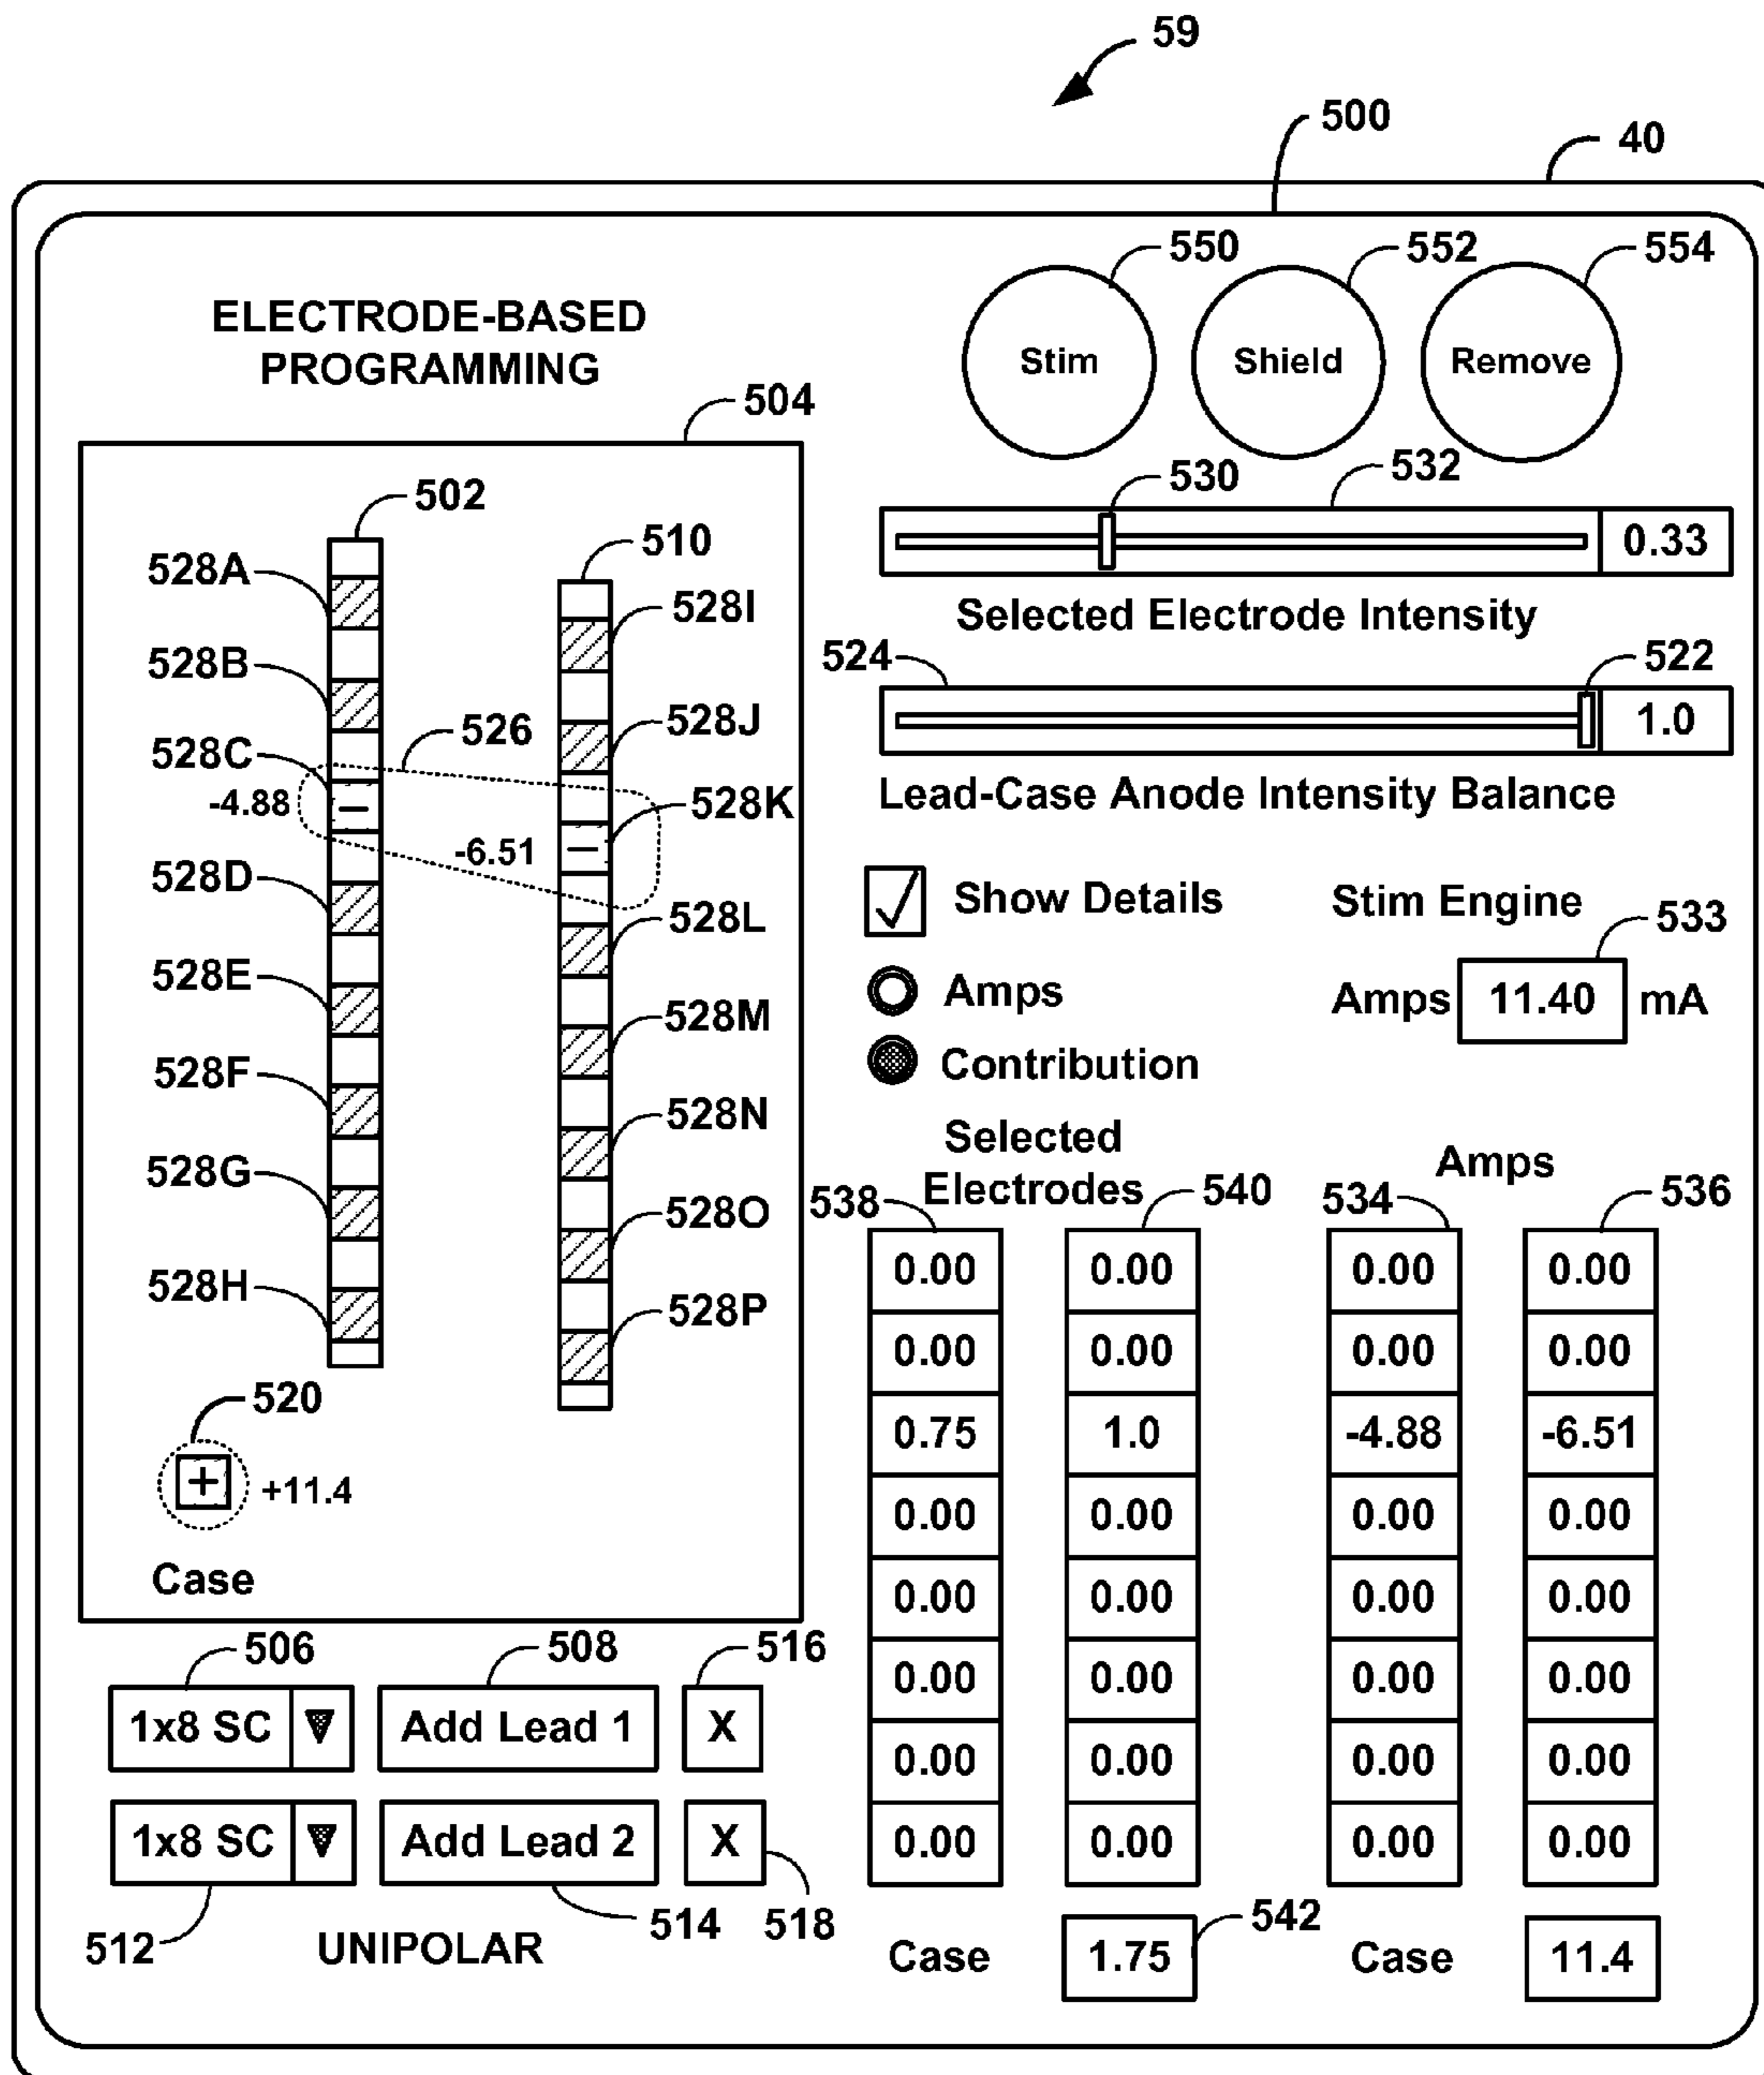 59
500
40
550
552
554
ELECTRODE-BASED
PROGRAMMING
Stim
Shield
Remove
504
502
510
530
532
0.33
Selected Electrode Intensity
524
522
1.0
Lead-Case Anode Intensity Balance
528A
528B
528C
-4.88
528D
528E
528F
528G
528H
526
-6.51
528I
528J
528K
528L
528M
528N
528O
528P
520
+11.4
Case
Show Details
Amps
Contribution
Stim Engine
533
Amps 11.40 mA
Selected
Electrodes
Amps
538
540
534
536
0.00 0.00 0.00 0.00
0.00 0.00 0.00 0.00
0.75 1.0 -4.88 -6.51
0.00 0.00 0.00 0.00
0.00 0.00 0.00 0.00
0.00 0.00 0.00 0.00
0.00 0.00 0.00 0.00
0.00 0.00 0.00 0.00
542
Case 1.75 Case 11.4
506
508
516
1x8 SC Add Lead 1 X
1x8 SC Add Lead 2 X
512
514
518
UNIPOLAR